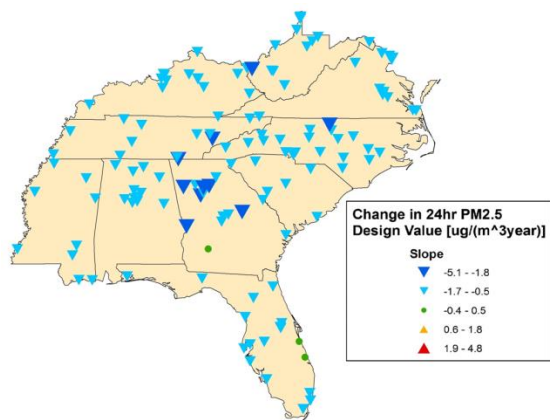 Change in 24hr PM2.5
Design Value [ug/(m^3year)]
Slope
-5.1 - -1.8
-1.7 - -0.5
-0.4 - 0.5
0.6 - 1.8
1.9 - 4.8